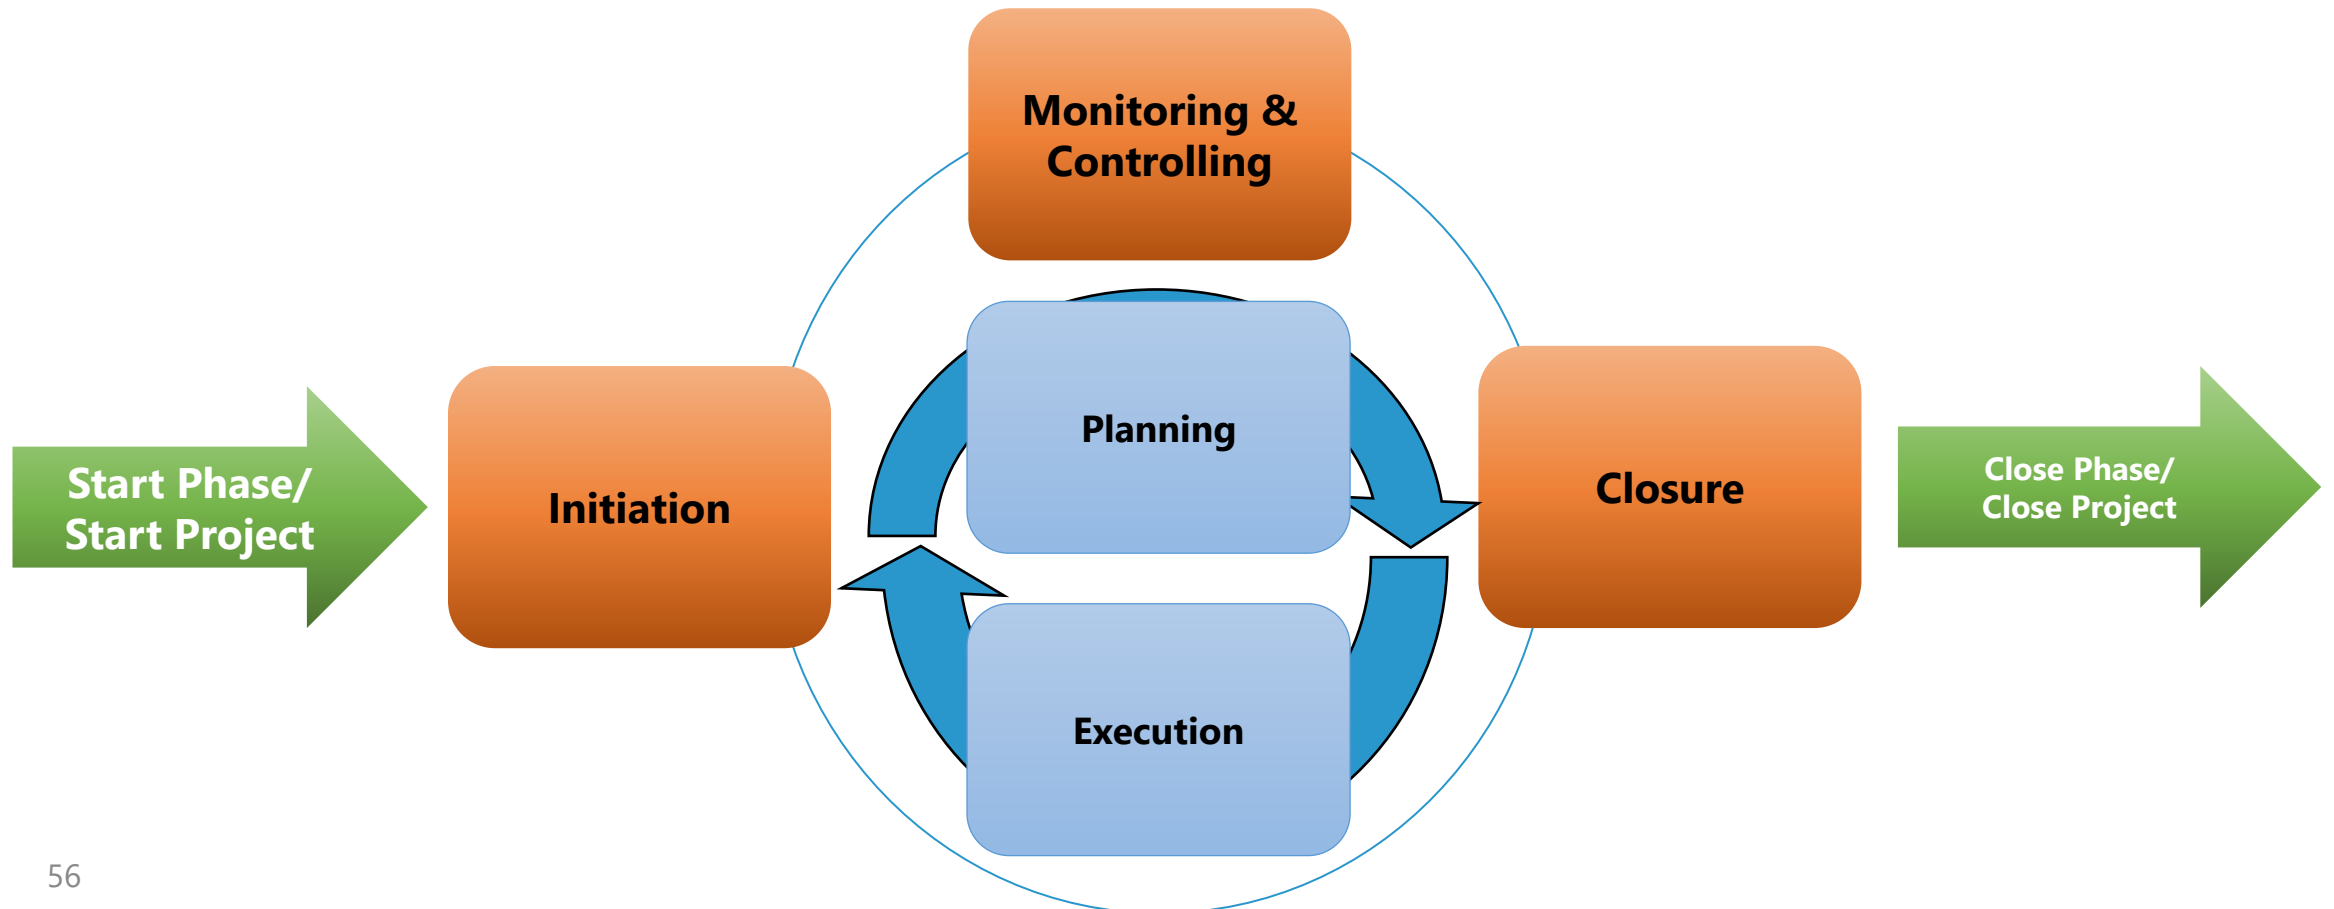 Monitoring &
Controlling
Start Phase/
Start Project
Initiation
Planning
Closure
Close Phase/
Close Project
Execution
56